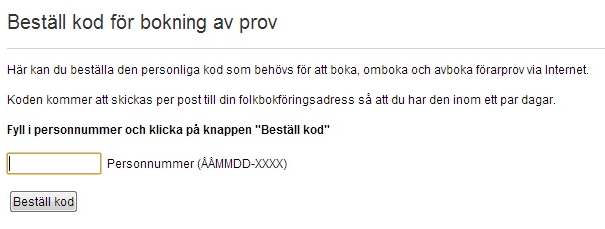 Beställ kod för bokning av prov
Här kan du beställa den personliga kod som behövs för att boka, omboka och avboka förarprov via Internet.
Koden kommer att skickas per post till din folkbokföringsadress så att du har den inom ett par dagar.
Fyll i personnummer och klicka på knappen "Beställ kod"
Personnummer (ÅÅMMDD-XXXX)
Beställ kod